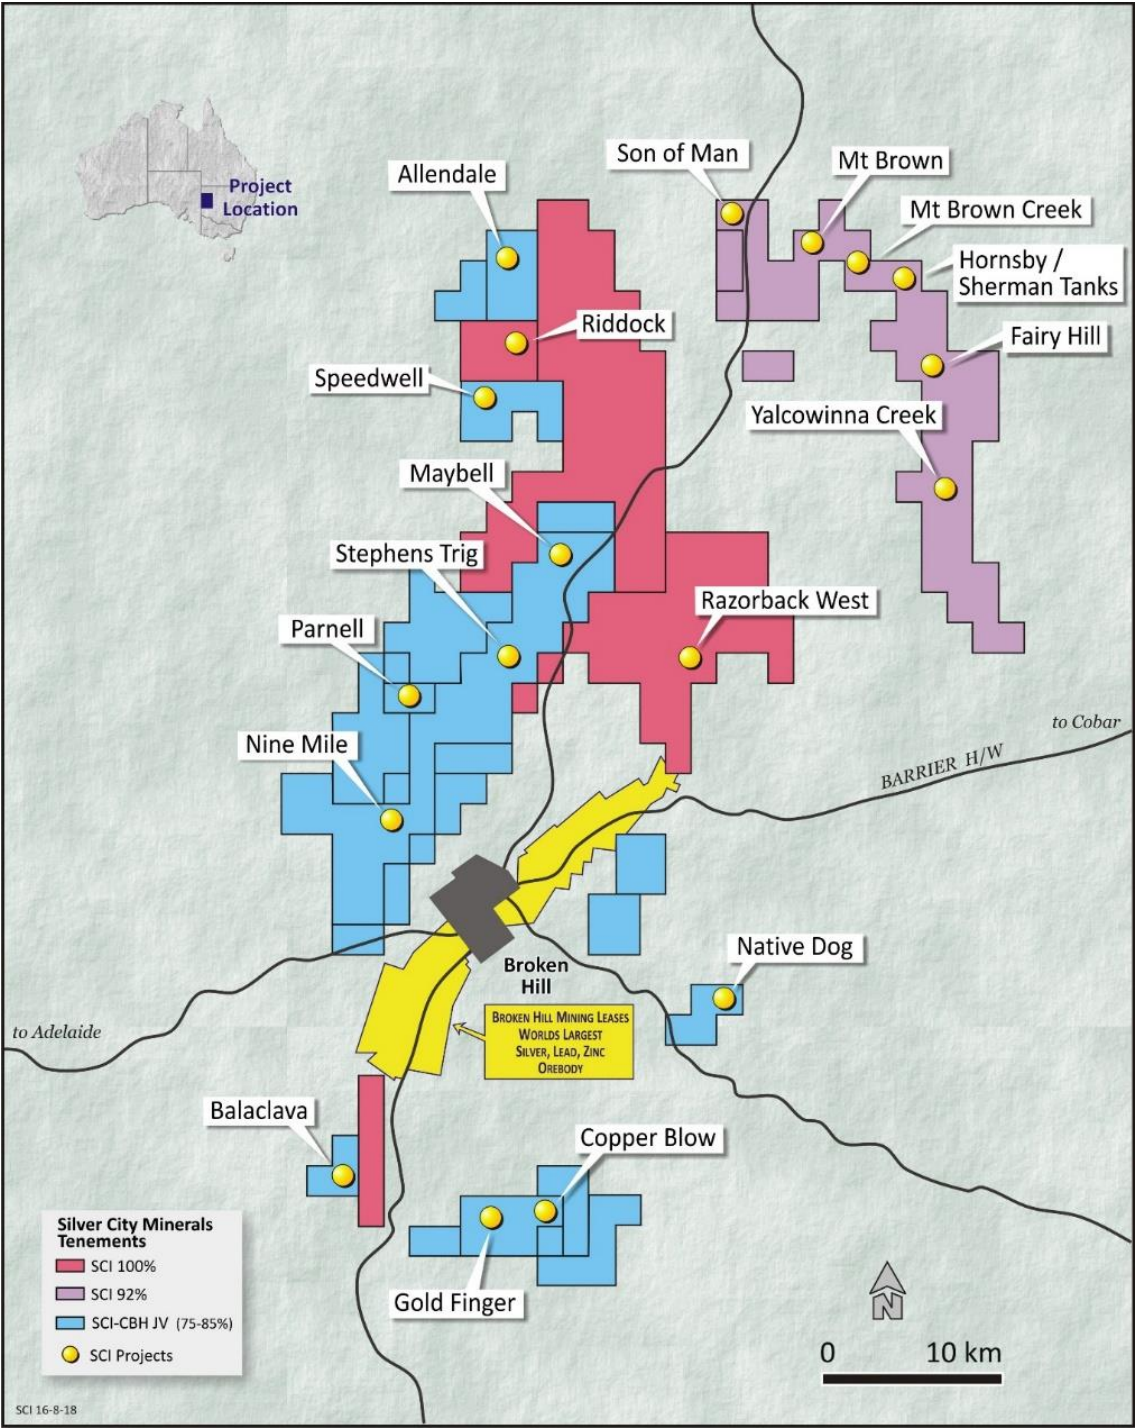 Son of Man
Mt Brown
Allendale
Project
Location
Mt Brown Creek
Hornsby /
Sherman Tanks
Riddock
Fairy Hill
Speedwell
Yalcowinna Creek
Maybell
Stephens Trig
Razorback West
Parnell
to Cobar
Nine Mile
BARRIER H/W
Native Dog
Broken
Hill
BROKEN HILL MINING LEASES
WORLDS LARGEST
SILVER, LEAD, ZINC
OREBODY
to Adelaide
Balaclava
Copper Blow
Gold Finger
Silver City Minerals
Tenements
SCI 100%
SCI 92%
SCI-CBH JV (75-85%)
SCI Projects
N
0 10 km
SCI 16-8-18